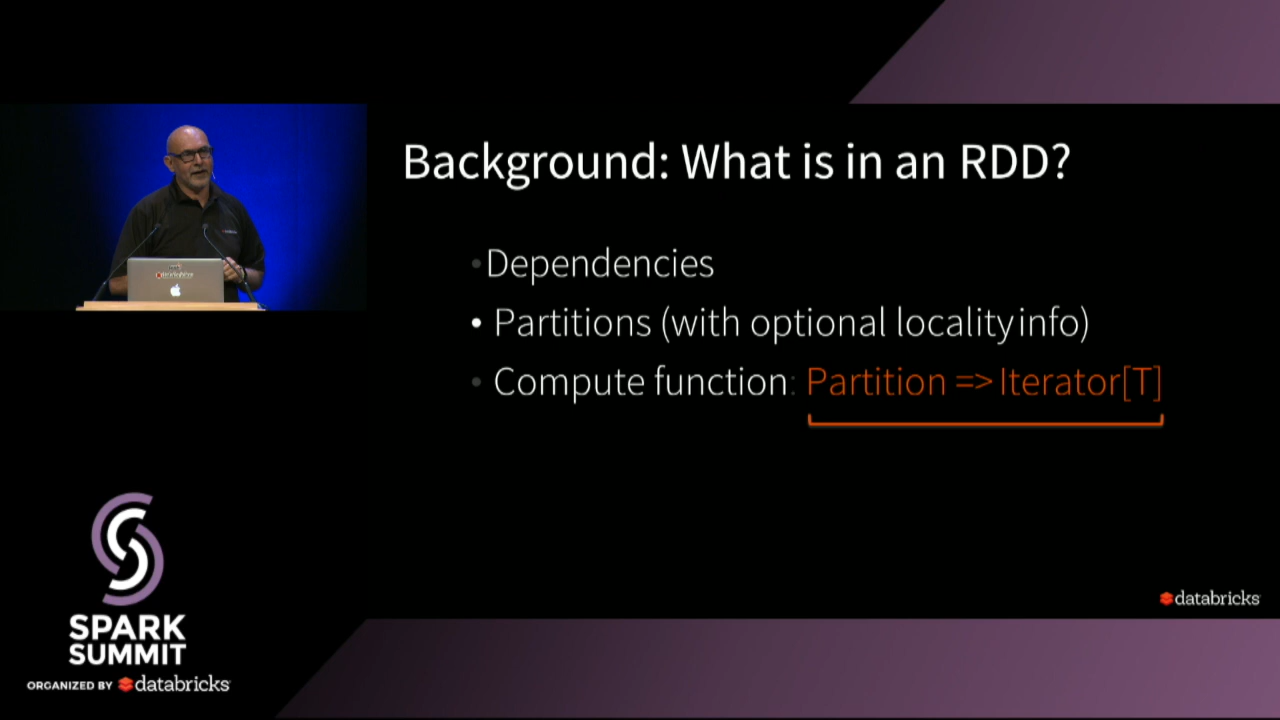 Background: What is in an RDD?
•Dependencies
• Partitions (with optional locality info)
• Compute function: Partition => Iterator[T]
databricks
SPARK
SUMMIT
ORGANIZED BY databricks